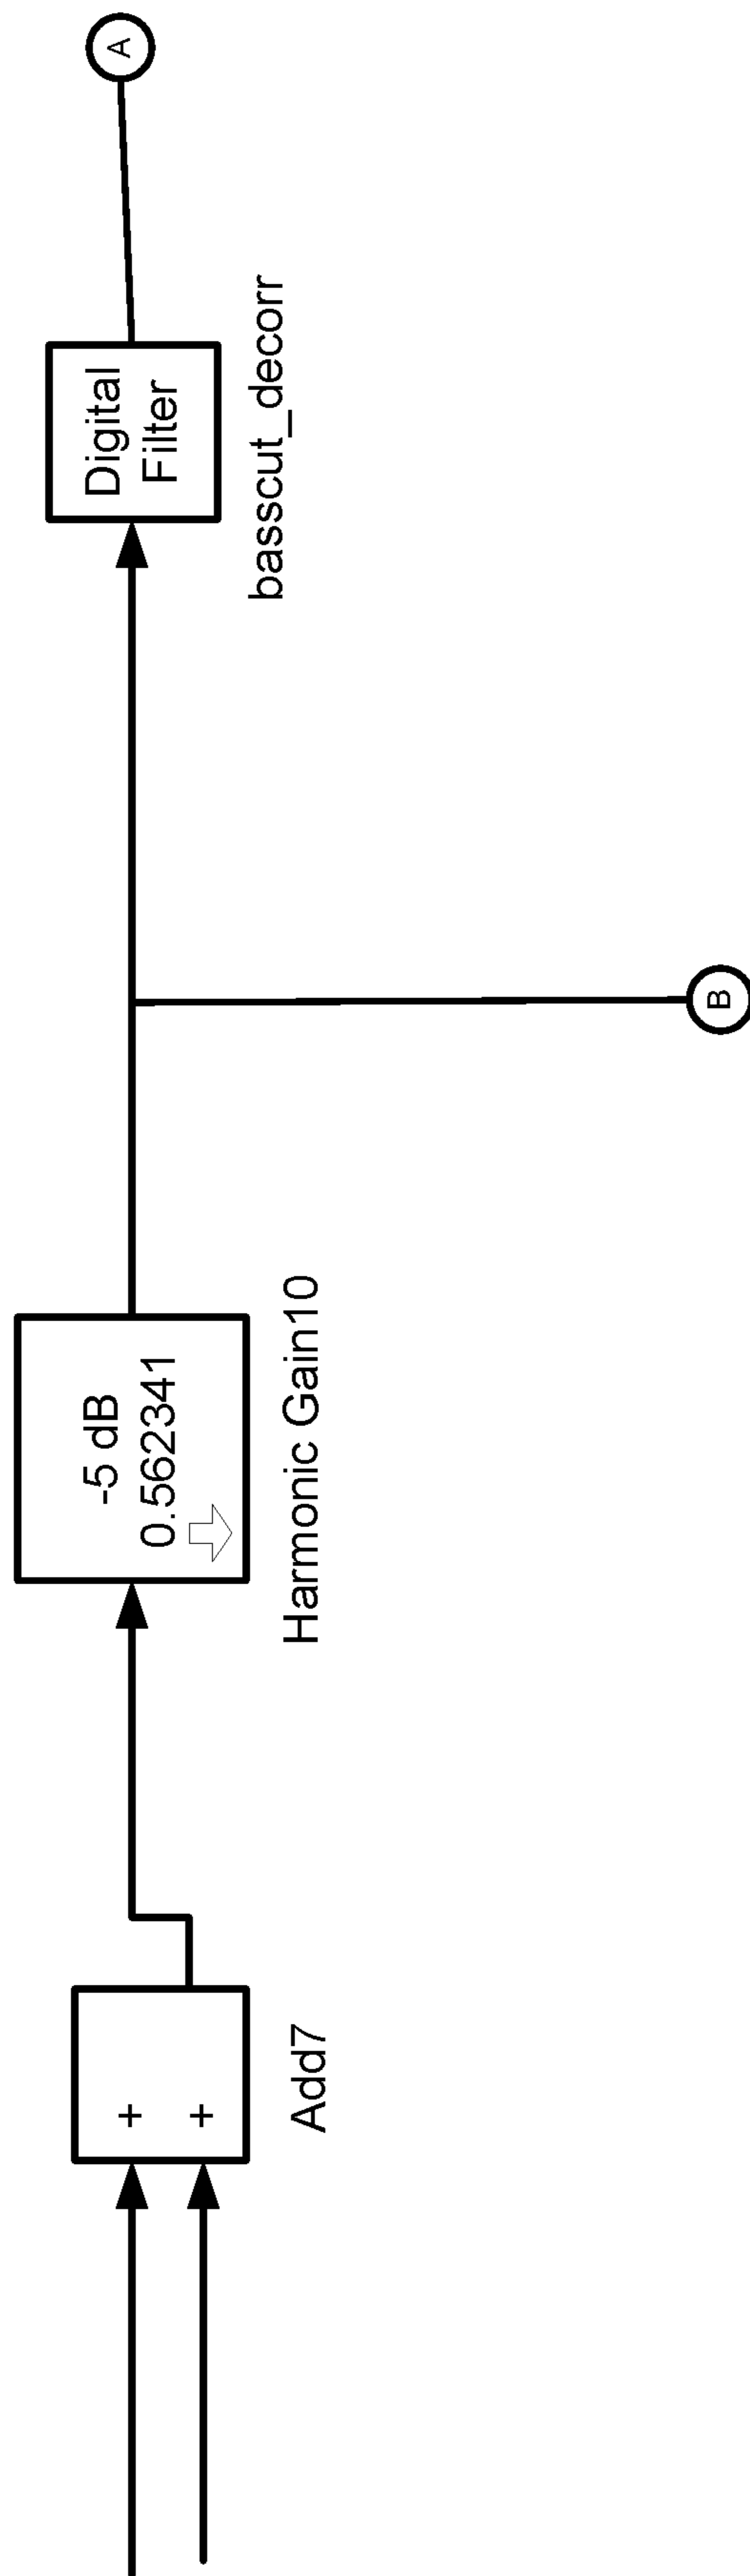 +
+
Add7
-5 dB
0.562341
Harmonic Gain10
B
Digital
Filter
basscut_decorr
A